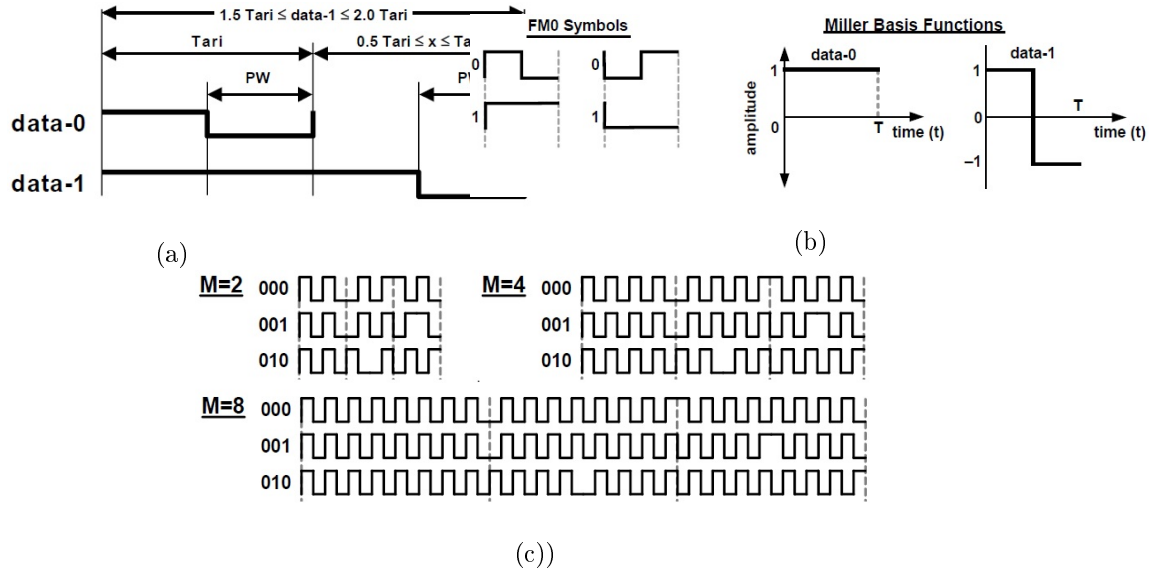 1.5 Tari ≤ data-1 ≤ 2.0 Tari
Tari
0.5 Tari ≤ x ≤ Ta
PW
data-0
data-1
FM0 Symbols
0
0
1
1
(a)
Miller Basis Functions
data-0
1
0
amplitude
T
time (t)
data-1
1
0
–1
T
time (t)
(b)
M=2
000
001
010
M=4
000
001
010
M=8
000
001
010
(c))